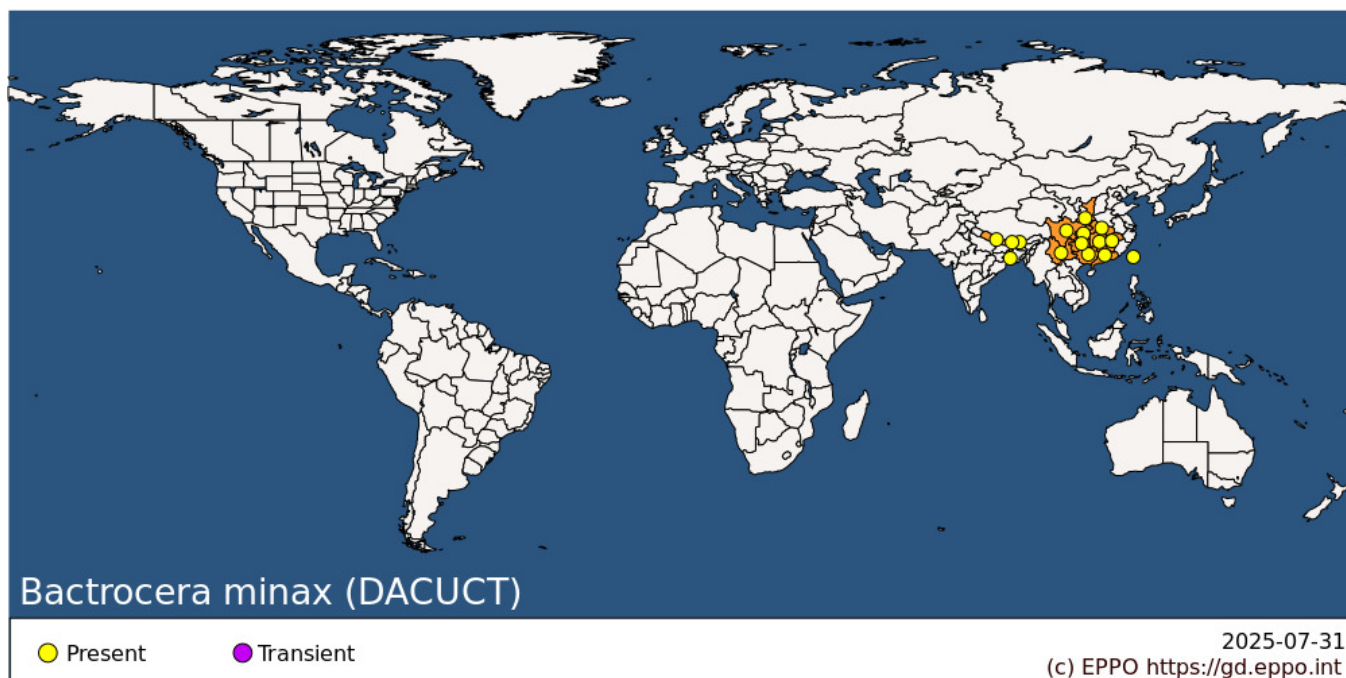 Bactrocera minax (DACUCT)
Present
Transient
2025-07-31
(c) EPPO https://gd.eppo.int